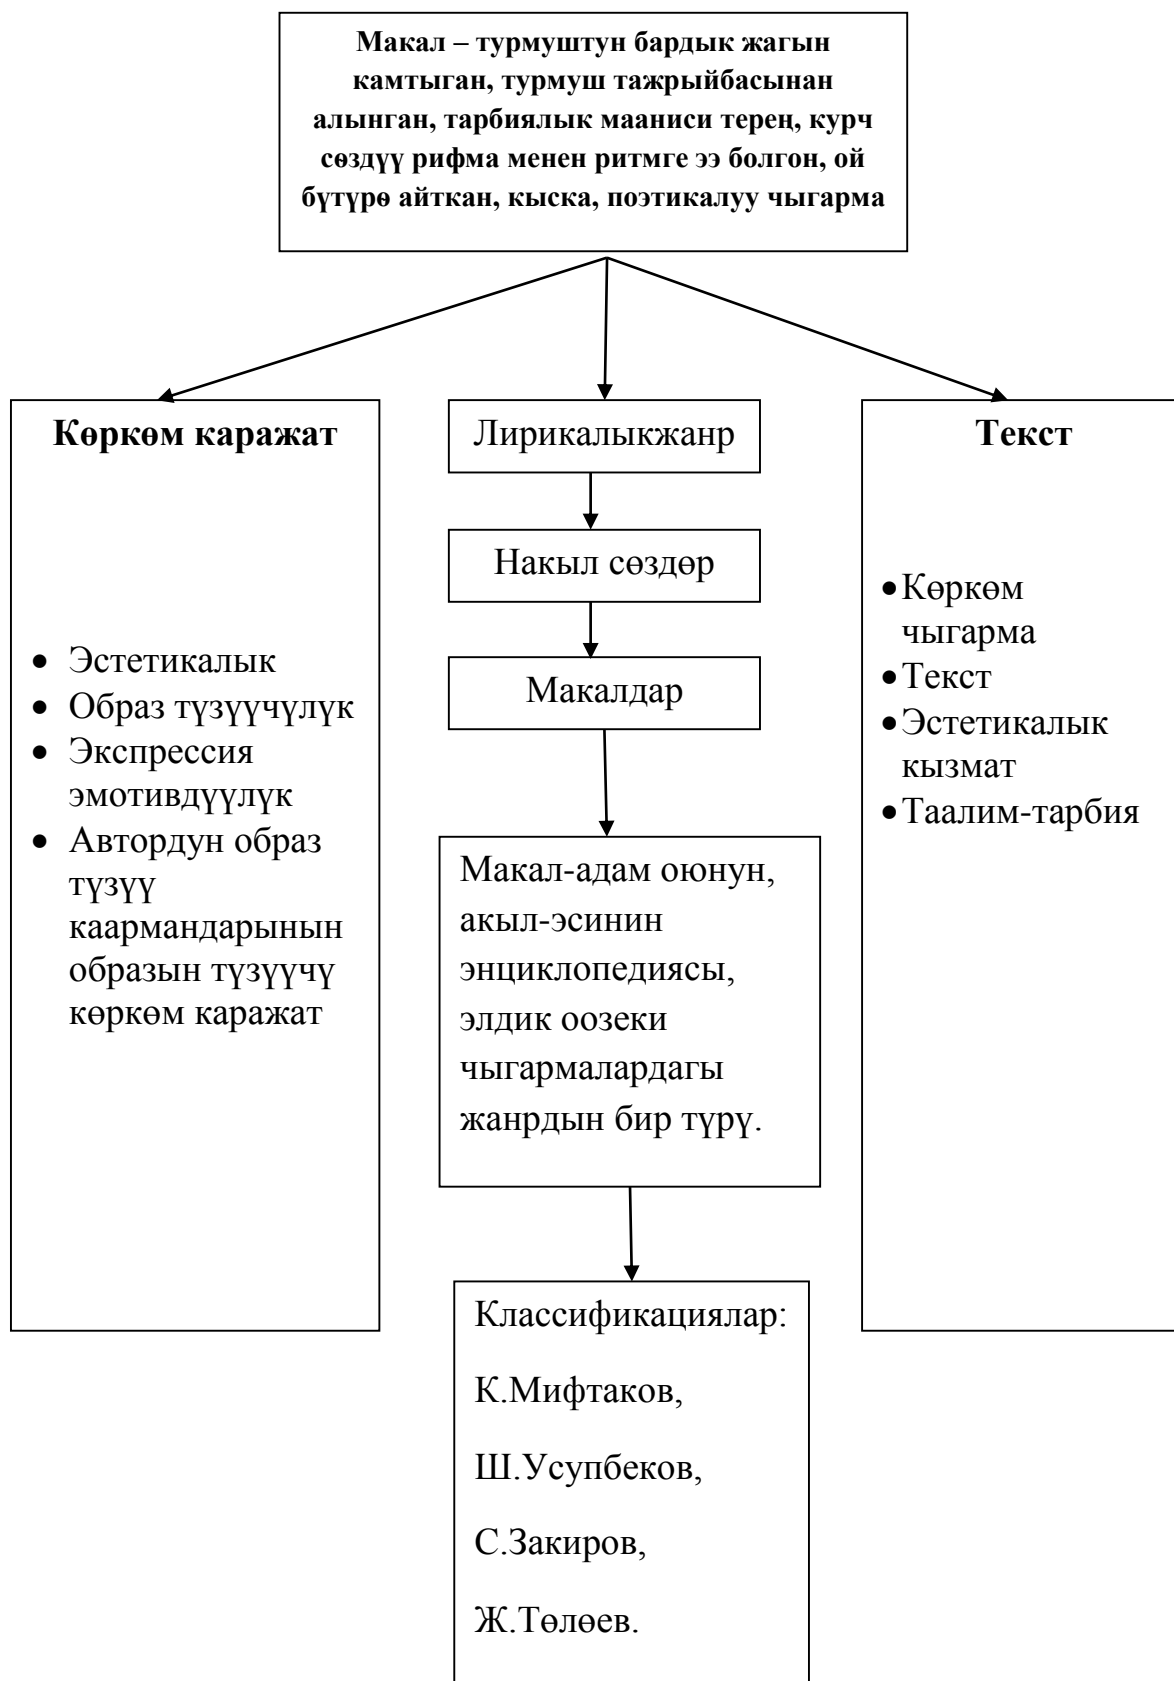 Макал – турмуштун бардык жагын
камтыган, турмуш тажрыйбасынан
алынган, тарбиялык мааниси терең, курч
сөздүү рифма менен ритмге ээ болгон, ой
бүтүрө айткан, кыска, поэтикалуу чыгарма
Көркөм каражат
• Эстетикалык
• Образ түзүүчүлүк
• Экспрессия
эмотивдүүлүк
• Автордун образ
түзүү
каармандарынын
образын түзүүчү
көркөм каражат
Лирикалыкжанр
Накыл сөздөр
Макалдар
Макал-адам оюнун,
акыл-эсинин
энциклопедиясы,
элдик оозеки
чыгармалардагы
жанрдын бир түрү.
Классификациялар:
К.Мифтаков,
Ш.Усупбеков,
С.Закиров,
Ж.Төлөев.
Текст
•Көркөм
чыгарма
•Текст
•Эстетикалык
кызмат
•Таалим-тарбия